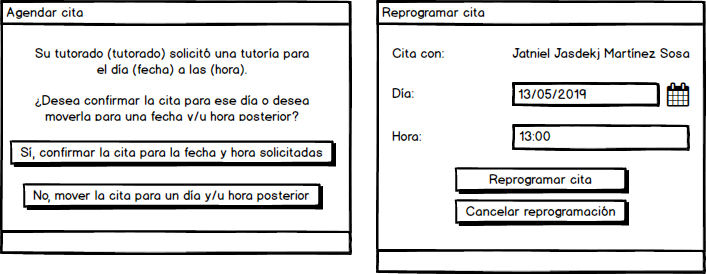 Agendar cita
Su tutorado (tutorado) solicitó una tutoría para
el día (fecha) a las (hora).
¿Desea confirmar la cita para ese día o desea
moverla para una fecha y/u hora posterior?
Sí, confirmar la cita para la fecha y hora solicitadas
No, mover la cita para un día y/u hora posterior
Reprogramar cita
Cita con: Jatniel Jasdekj Martínez Sosa
Día: 13/05/2019
Hora: 13:00
Reprogramar cita
Cancelar reprogramación